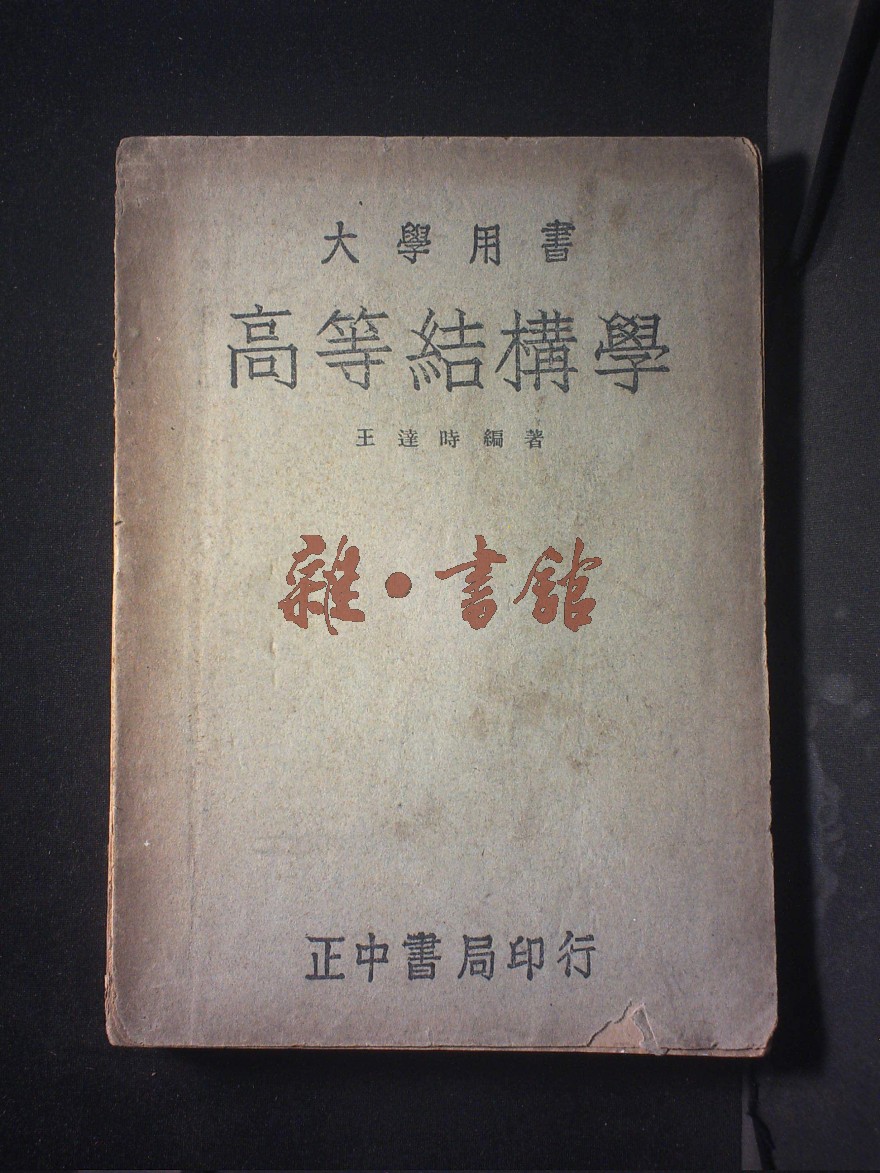 大學用書
高等結構學
王達時編著
雜·書館
正中書局印行